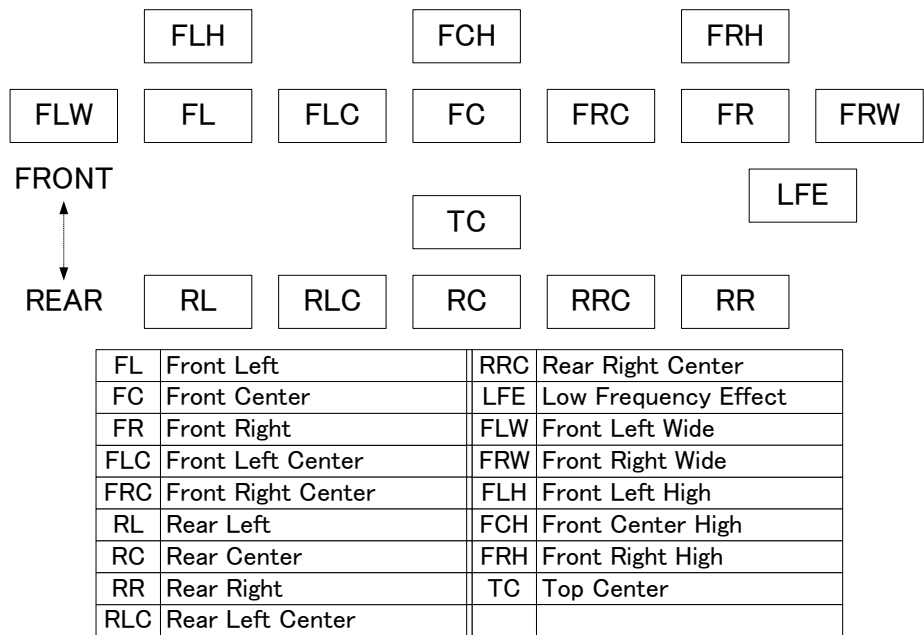 FLH FCH FRH
FLW FL FLC FC FRC FR FRW
FRONT
LFE
TC
REAR RL RLC RC RRC RR
FL Front Left RRC Rear Right Center
FC Front Center LFE Low Frequency Effect
FR Front Right FLW Front Left Wide
FLC Front Left Center FRW Front Right Wide
FRC Front Right Center FLH Front Left High
RL Rear Left FCH Front Center High
RC Rear Center FRH Front Right High
RR Rear Right TC Top Center
RLC Rear Left Center